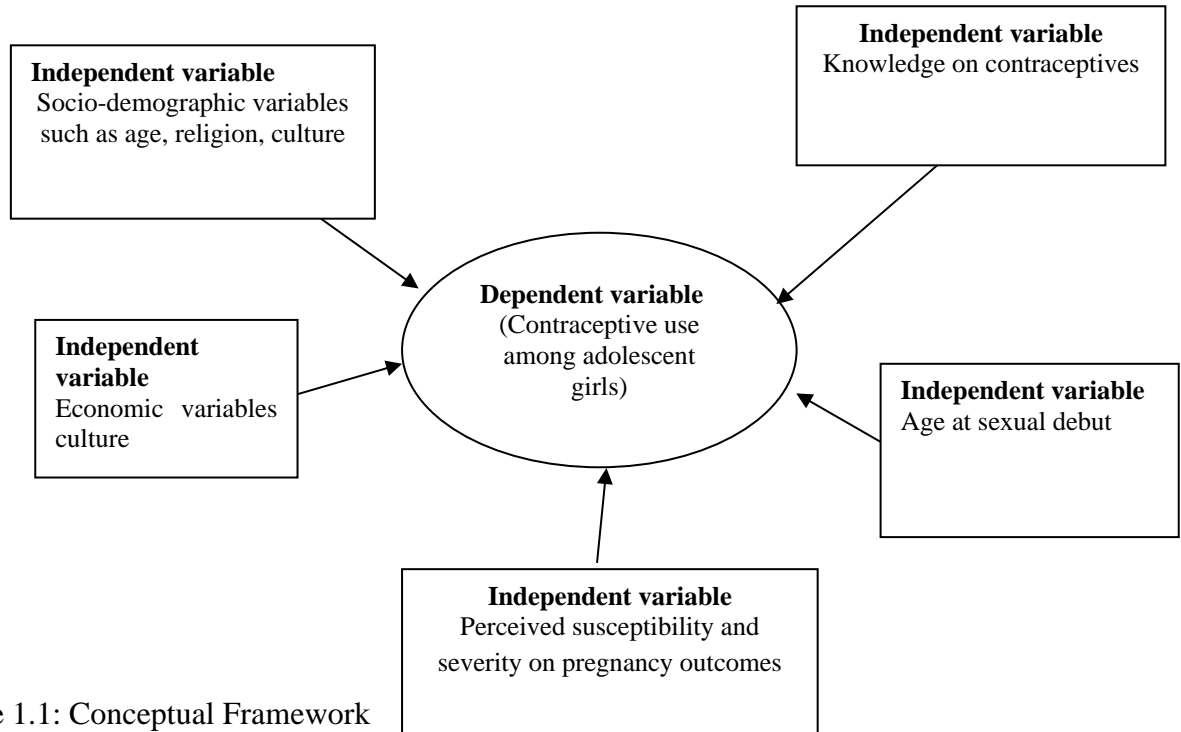 Independent variable
Socio-demographic variables
such as age, religion, culture
Independent variable
Knowledge on contraceptives
Dependent variable
(Contraceptive use
among adolescent
girls)
Independent
variable
Economic variables
culture
Independent variable
Age at sexual debut
Independent variable
Perceived susceptibility and
severity on pregnancy outcomes
1.1: Conceptual Framework